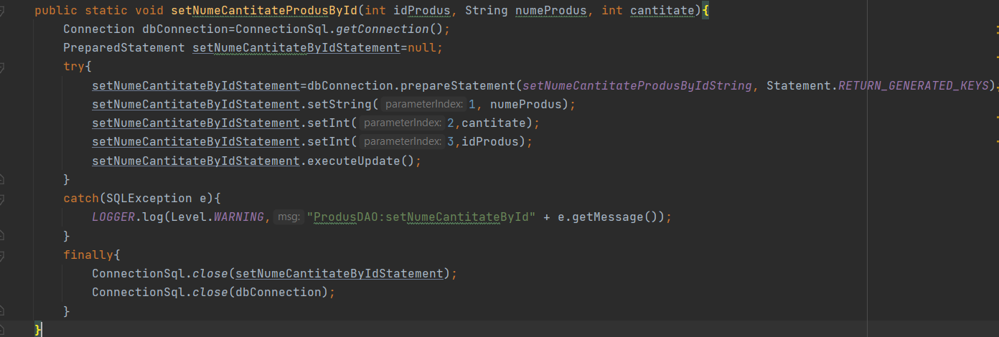 public static void setNumeCantitateProdusById(int idProdus, String numeProdus, int cantitate){
Connection dbConnection=ConnectionSql.getConnection();
PreparedStatement setNumeCantitateByIdStatement=null;
try{
setNumeCantitateByIdStatement=dbConnection.prepareStatement(setNumeCantitateProdusByIdString, Statement.RETURN_GENERATED_KEYS)
setNumeCantitateByIdStatement.setString( parameterIndex: 1, numeProdus);
setNumeCantitateByIdStatement.setInt( parameterIndex: 2,cantitate);
setNumeCantitateByIdStatement.setInt( parameterIndex: 3,idProdus);
setNumeCantitateByIdStatement.executeUpdate();
}
catch(SQLException e){
LOGGER.log(Level.WARNING, msg: "ProdusDAO:setNumeCantitateById" + e.getMessage());
}
finally{
ConnectionSql.close(setNumeCantitateByIdStatement);
ConnectionSql.close(dbConnection);
}
}